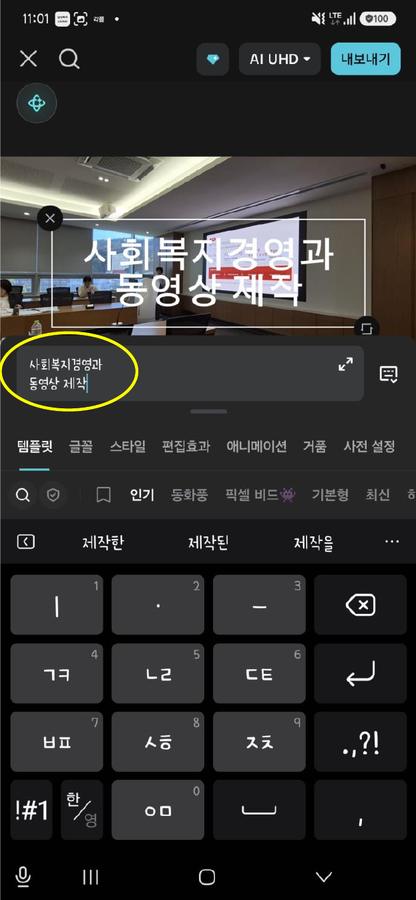 11:01 각블 LTE 100
AI UHD 내보내기
사회복지경영과
동영상 제작
사회복지경영과
동영상 제작
템플릿 글꼴 스타일 편집효과 애니메이션 거품 사전 설정
인기 동화풍 픽셀 비드👾 기본형 최신
제작한 제작된 제작을 ...
ㅣ 1 · 2 ㅡ 3
ㄱㅋ 4 ㄴㄹ 5 ㄷㅌ 6
ㅂㅍ 7 ㅅㅎ 8 ㅈㅊ 9 .,?!
!#1 한/영 ㅇㅁ 0 ,